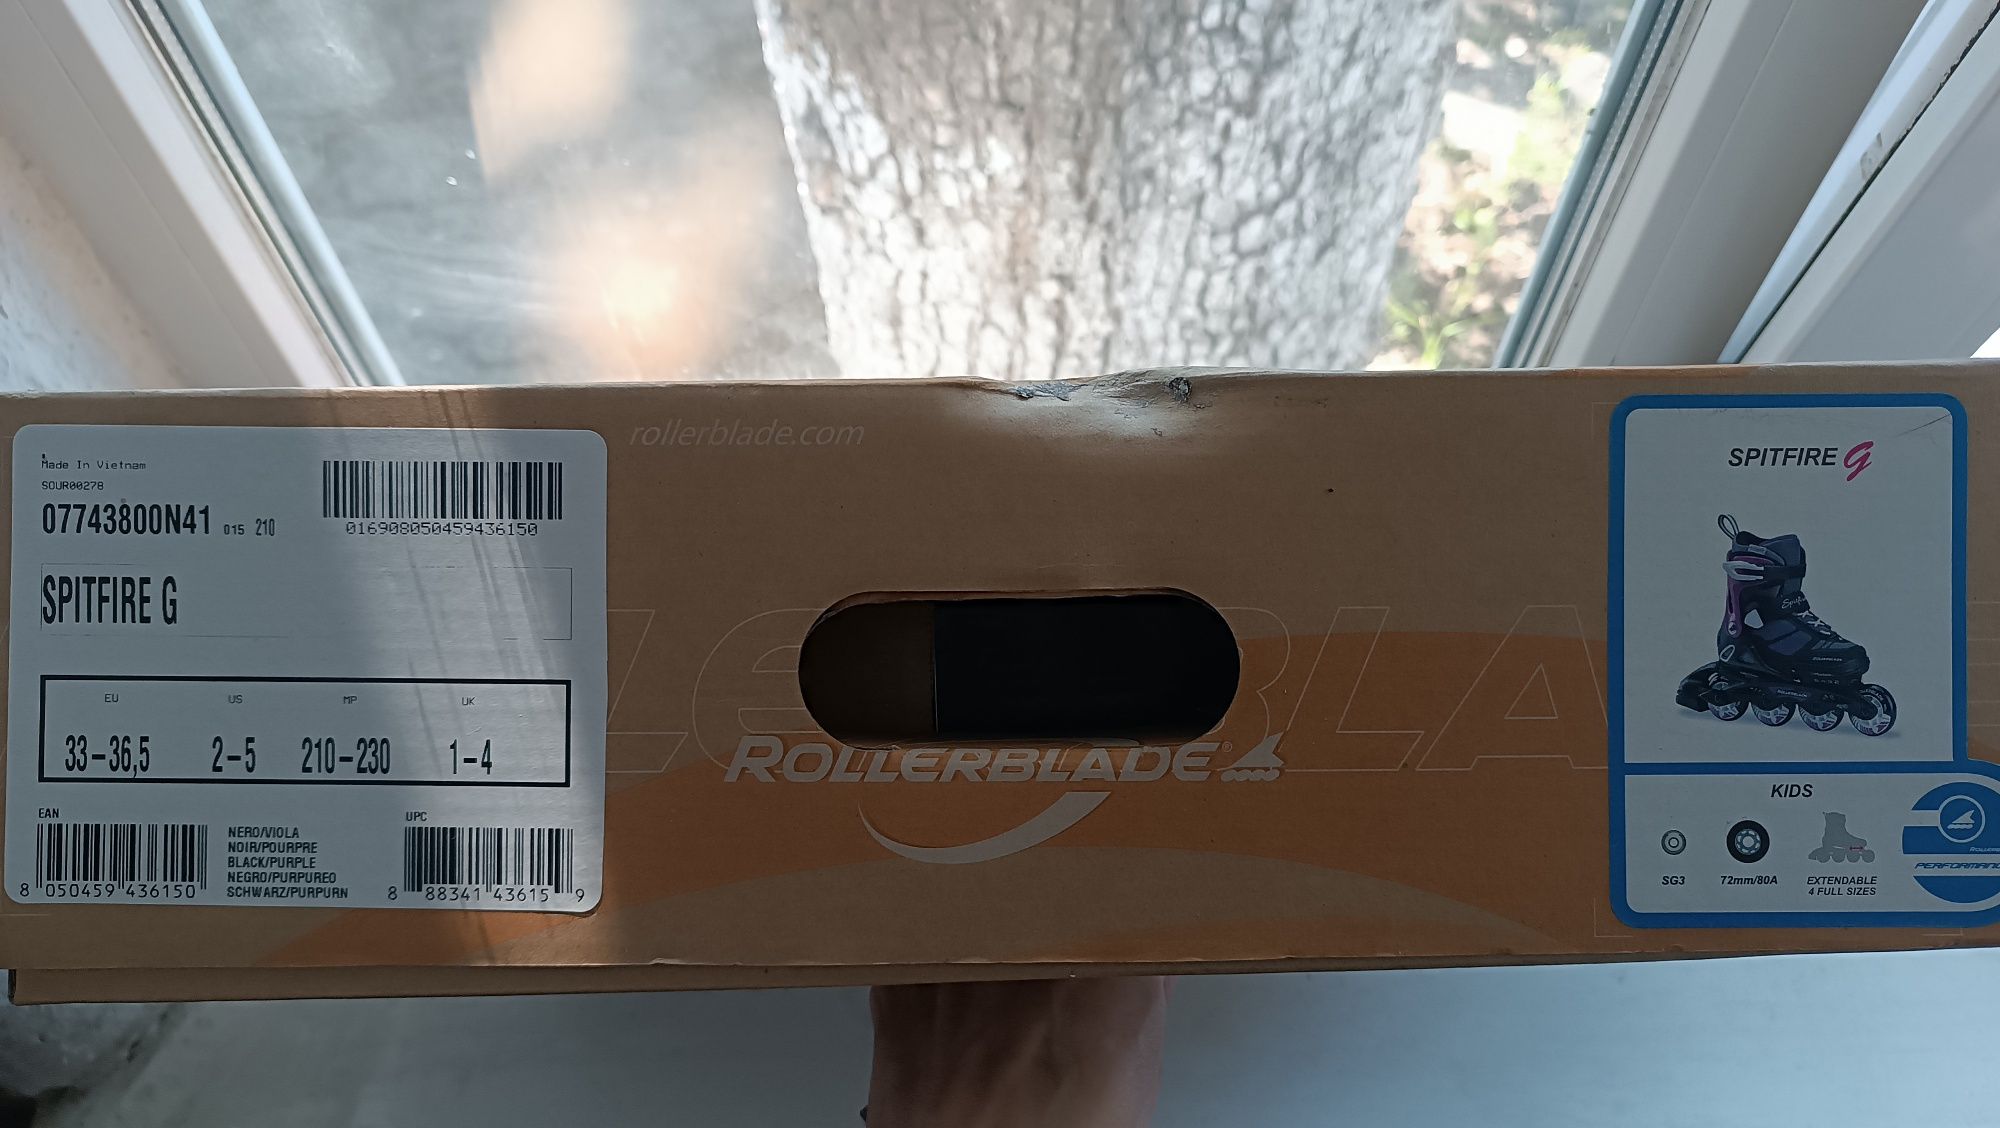 Made In Vietnam
SOUR00278
07743800N41 015 210
016908050459436150
SPITFIRE G
EU US MP UK
33-36,5 2-5 210-230 1-4
EAN
8 050459 436150
NERO/VIOLA
NOIR/POURPRE
BLACK/PURPLE
NEGRO/PURPUREO
SCHWARZ/PURPURN
UPC
8 88341 43615 9
rollerblade.com
ROLLERBLADE®
SPITFIRE G
Spitfire
ROLLERBLADE
KIDS
SG3
72mm/80A
EXTENDABLE
4 FULL SIZES